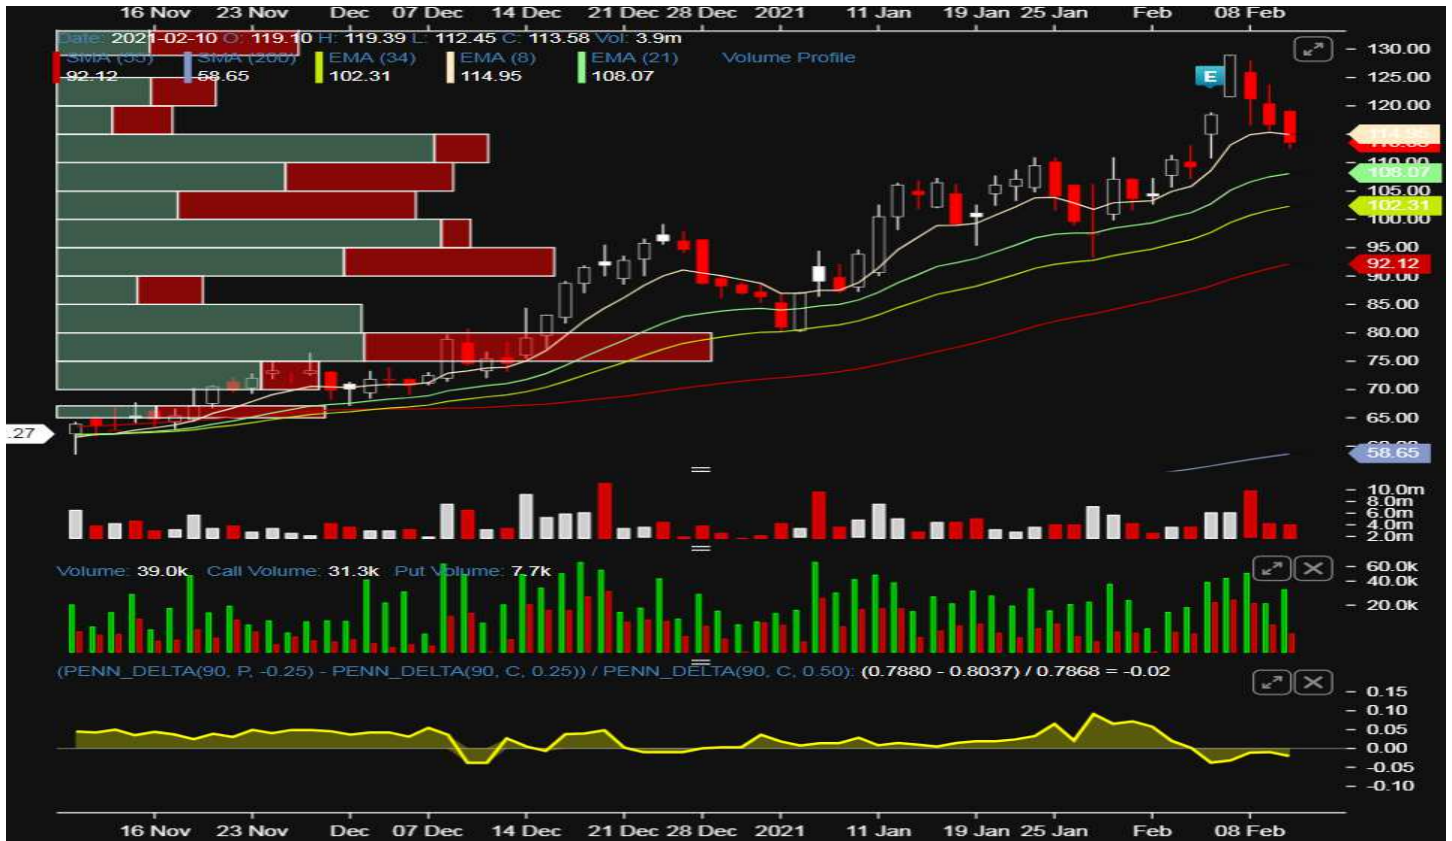 16 Nov 23 Nov Dec 07 Dec 14 Dec 21 Dec 28 Dec 2021 11 Jan 19 Jan 25 Jan Feb 08 Feb
Date: 2021-02-10 O: 119.10 H: 119.39 L: 112.45 C: 113.58 Vol: 3.9m
SMA (55) SMA (200) EMA (34) EMA (8) EMA (21) Volume Profile
92.12 58.65 102.31 114.95 108.07
E
130.00
125.00
120.00
114.95
110.00
108.07
105.00
102.31
100.00
95.00
92.12
90.00
85.00
80.00
75.00
70.00
65.00
.27
58.65
10.0m
8.0m
6.0m
4.0m
2.0m
Volume: 39.0k Call Volume: 31.3k Put Volume: 7.7k
60.0k
40.0k
20.0k
(PENN_DELTA(90, P, -0.25) - PENN_DELTA(90, C, 0.25)) / PENN_DELTA(90, C, 0.50): (0.7880 - 0.8037) / 0.7868 = -0.02
0.15
0.10
0.05
0.00
-0.05
-0.10
16 Nov 23 Nov Dec 07 Dec 14 Dec 21 Dec 28 Dec 2021 11 Jan 19 Jan 25 Jan Feb 08 Feb